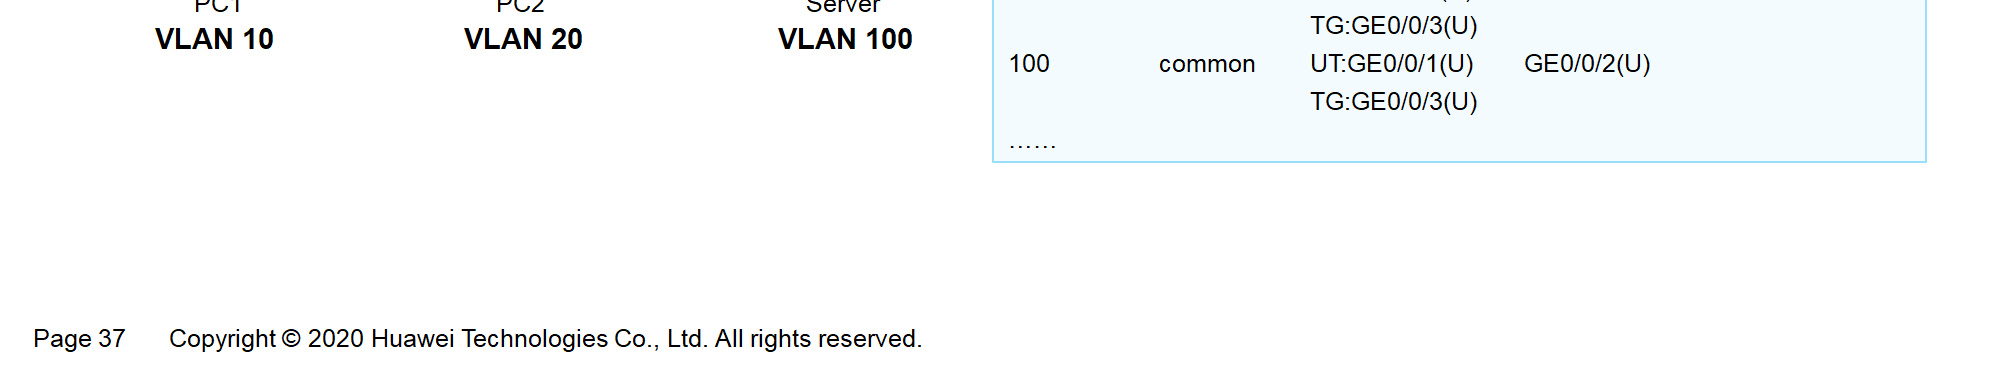 PC1 PC2 Server
VLAN 10 VLAN 20 VLAN 100
TG:GE0/0/3(U)
100 common UT:GE0/0/1(U) GE0/0/2(U)
TG:GE0/0/3(U)
......
Page 37 Copyright © 2020 Huawei Technologies Co., Ltd. All rights reserved.